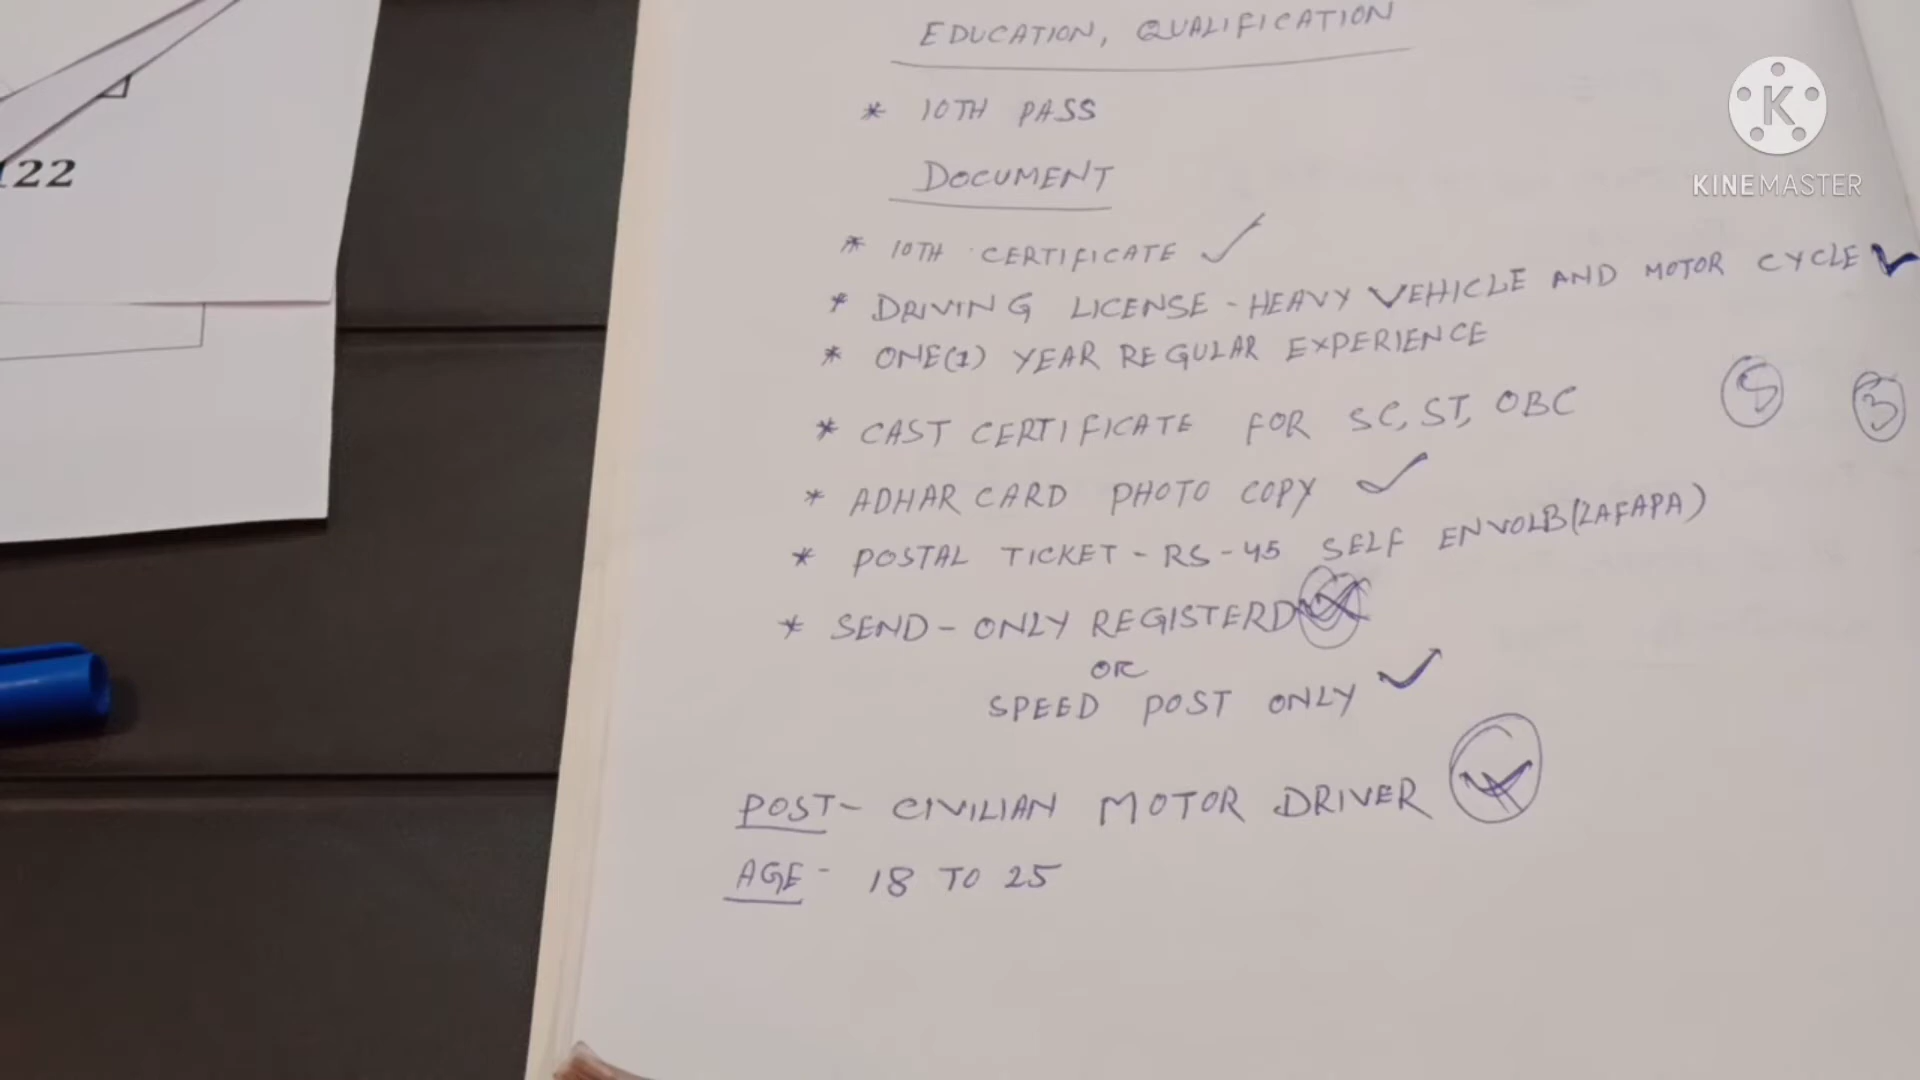 EDUCATION, QUALIFICATION
* 10TH PASS
DOCUMENT
* 10TH CERTIFICATE
* DRIVING LICENSE - HEAVY VEHICLE AND MOTOR CYCLE
* ONE(1) YEAR REGULAR EXPERIENCE
* CAST CERTIFICATE FOR SC, ST, OBC
* ADHAR CARD PHOTO COPY
* POSTAL TICKET - RS - 45 SELF ENVOLB(LAFAPA)
* SEND - ONLY REGISTERD
OR
SPEED POST ONLY
POST - CIVILIAN MOTOR DRIVER
AGE - 18 TO 25
122
K
KINEMASTER